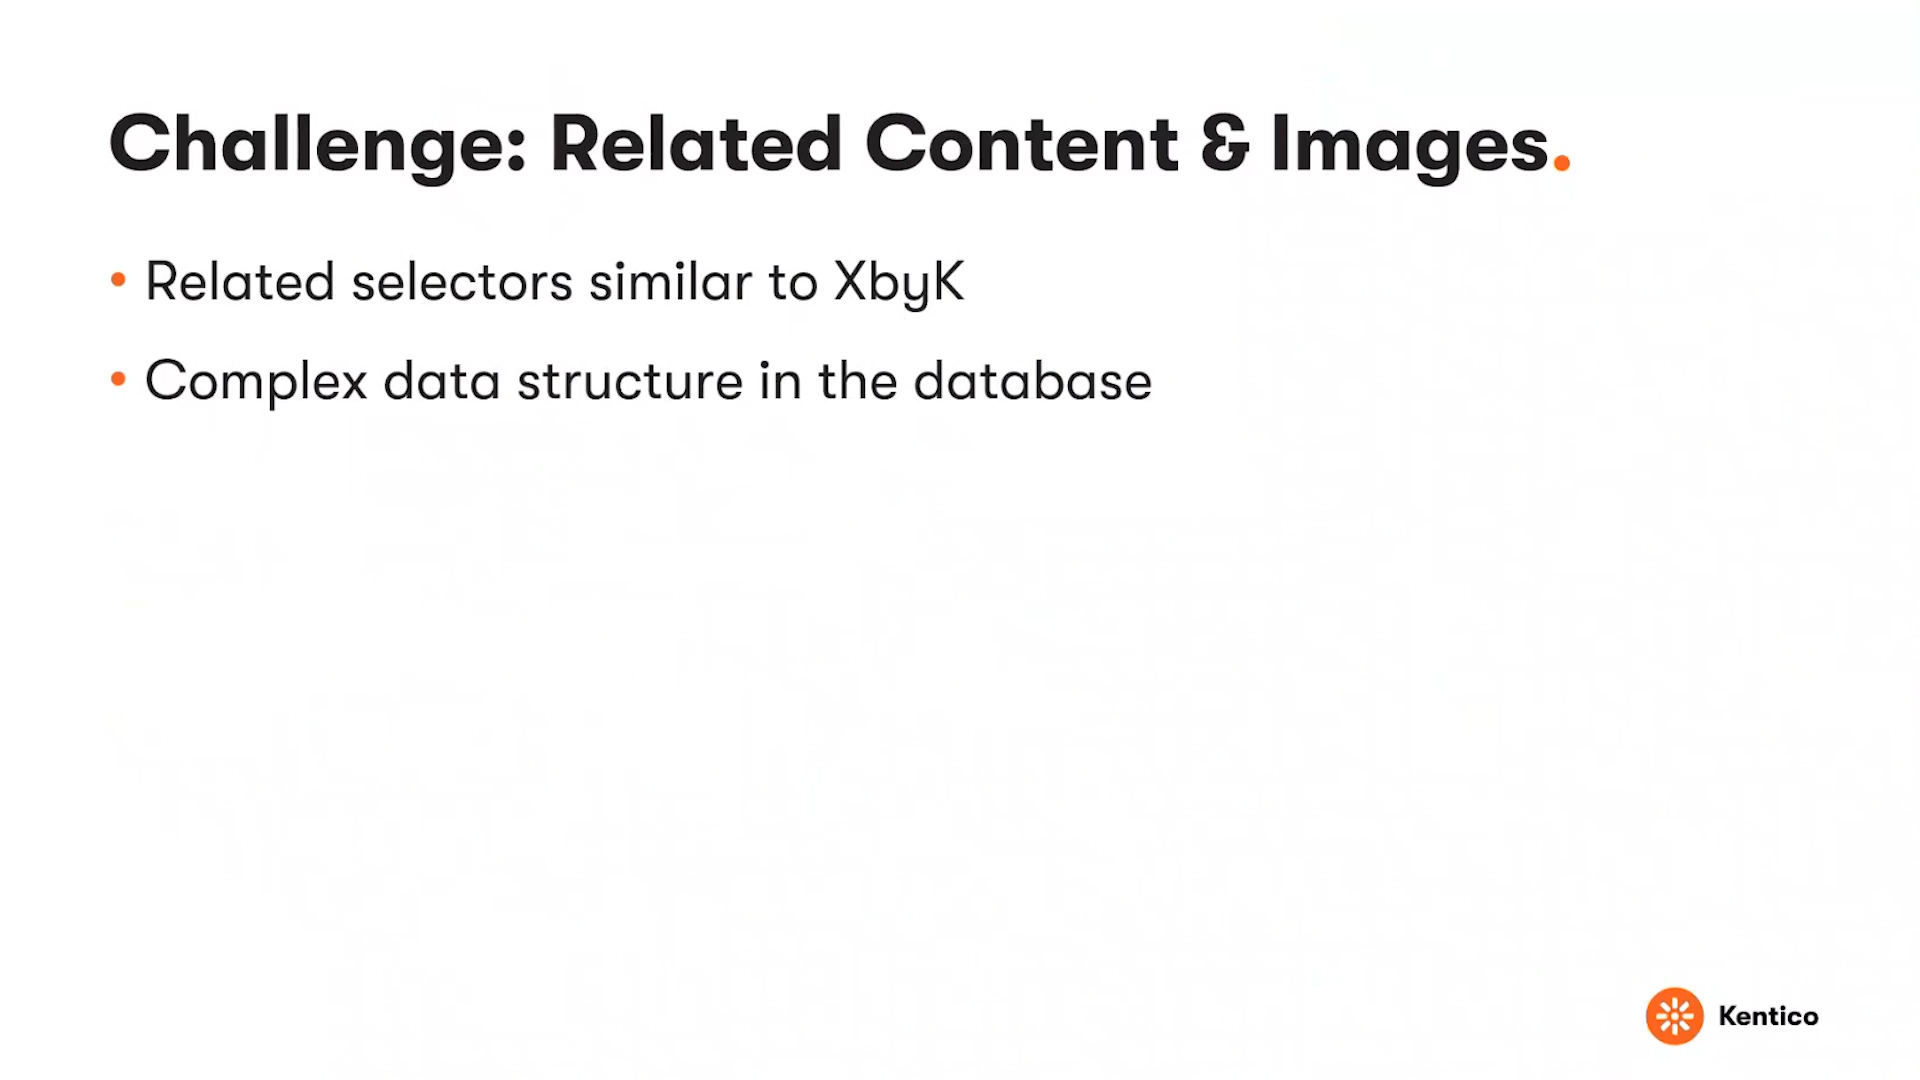 Challenge: Related Content & Images.
• Related selectors similar to XbyK
• Complex data structure in the database
Kentico